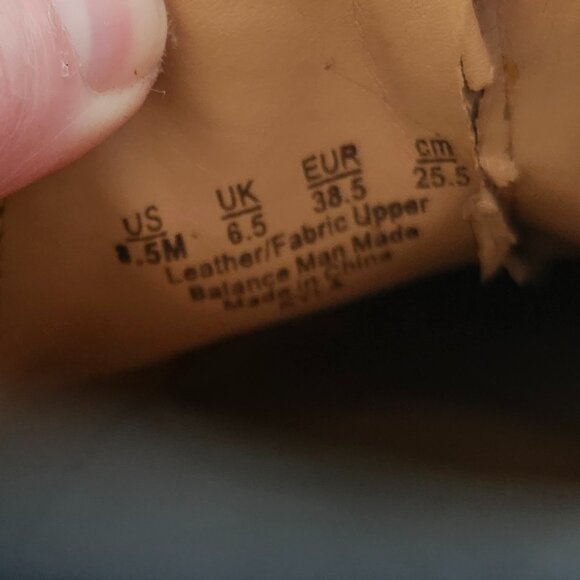 US UK EUR cm
8.5M 6.5 38.5 25.5
Leather/Fabric Upper
Balance Man Made
Made in China